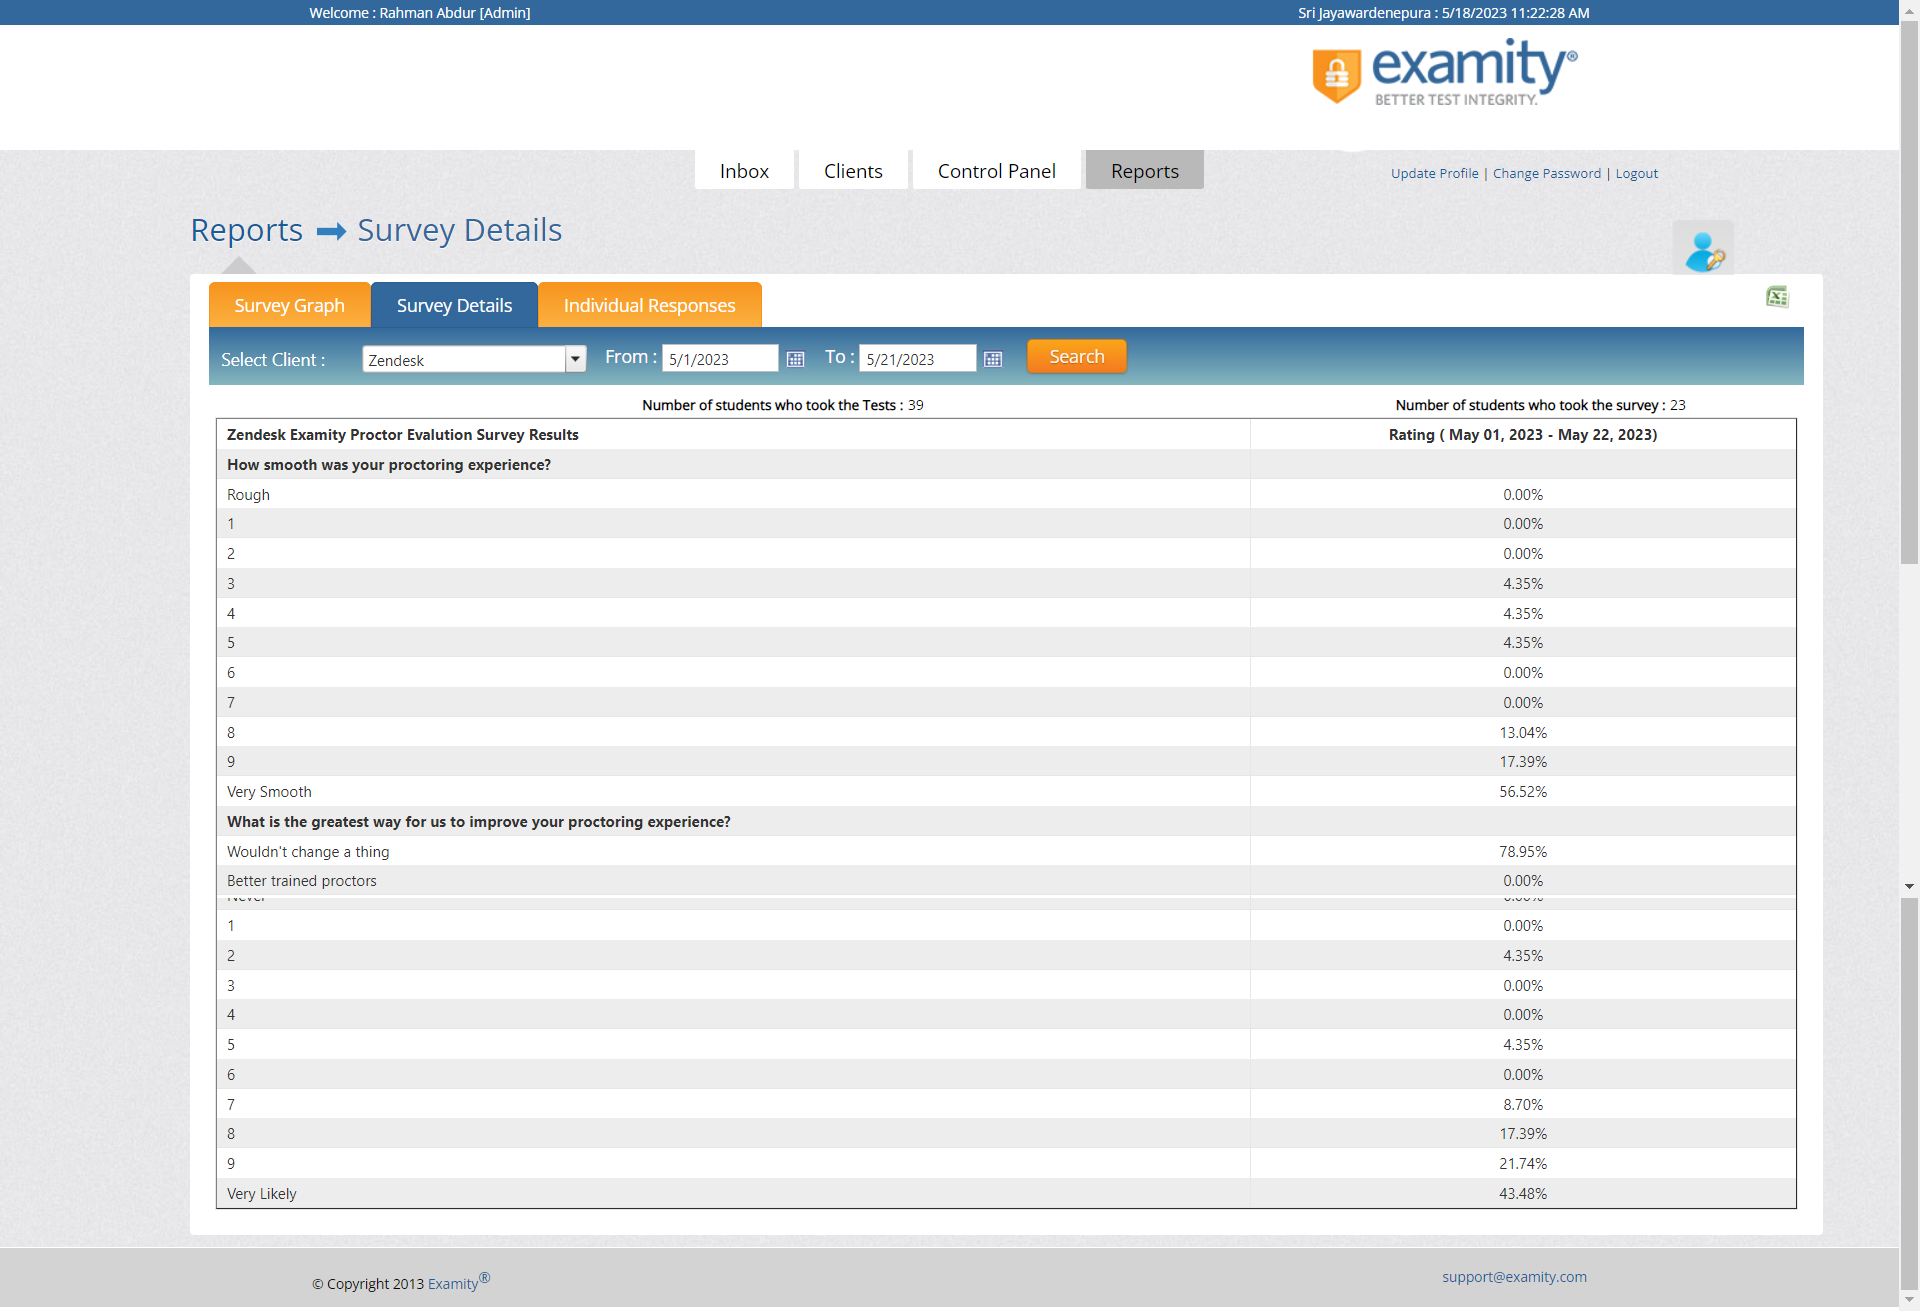 Welcome : Rahman Abdur [Admin]
Sri Jayawardenepura : 5/18/2023 11:22:28 AM
examity®
BETTER TEST INTEGRITY.
Inbox
Clients
Control Panel
Reports
Update Profile | Change Password | Logout
Reports Survey Details
Survey Graph
Survey Details
Individual Responses
Select Client :
Zendesk
From :
5/1/2023
To :
5/21/2023
Search
Number of students who took the Tests : 39
Number of students who took the survey : 23
Zendesk Examity Proctor Evalution Survey Results
Rating ( May 01, 2023 - May 22, 2023)
How smooth was your proctoring experience?
Rough 0.00%
1 0.00%
2 0.00%
3 4.35%
4 4.35%
5 4.35%
6 0.00%
7 0.00%
8 13.04%
9 17.39%
Very Smooth 56.52%
What is the greatest way for us to improve your proctoring experience?
Wouldn't change a thing 78.95%
Better trained proctors 0.00%
1 0.00%
2 4.35%
3 0.00%
4 0.00%
5 4.35%
6 0.00%
7 8.70%
8 17.39%
9 21.74%
Very Likely 43.48%
© Copyright 2013 Examity®
support@examity.com